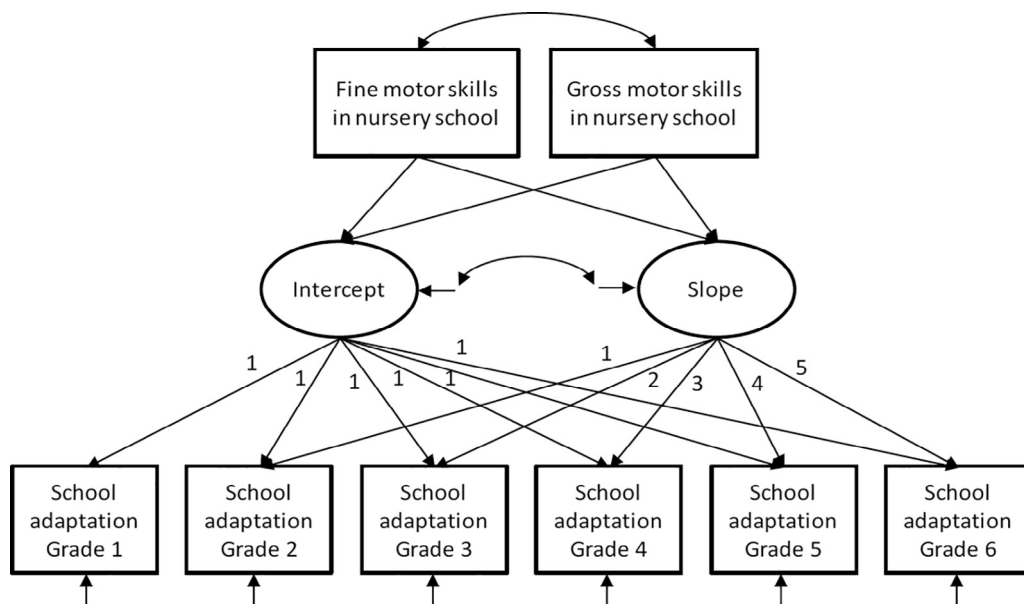 Fine motor skills
in nursery school
Gross motor skills
in nursery school
Intercept
Slope
1
1
1
1
1
1
1
2
3
4
5
School
adaptation
Grade 1
School
adaptation
Grade 2
School
adaptation
Grade 3
School
adaptation
Grade 4
School
adaptation
Grade 5
School
adaptation
Grade 6